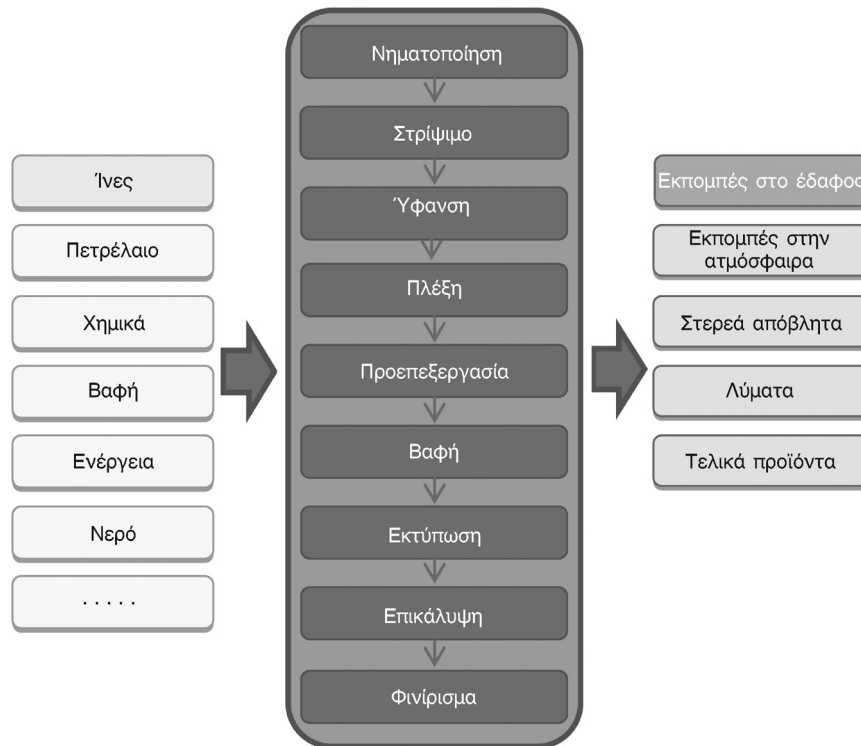 Ίνες
Πετρέλαιο
Χημικά
Βαφή
Ενέργεια
Νερό
. . . . .
Νηματοποίηση
Στρίψιμο
Ύφανση
Πλέξη
Προεπεξεργασία
Βαφή
Εκτύπωση
Επικάλυψη
Φινίρισμα
Εκπομπές στο έδαφος
Εκπομπές στην
ατμόσφαιρα
Στερεά απόβλητα
Λύματα
Τελικά προϊόντα